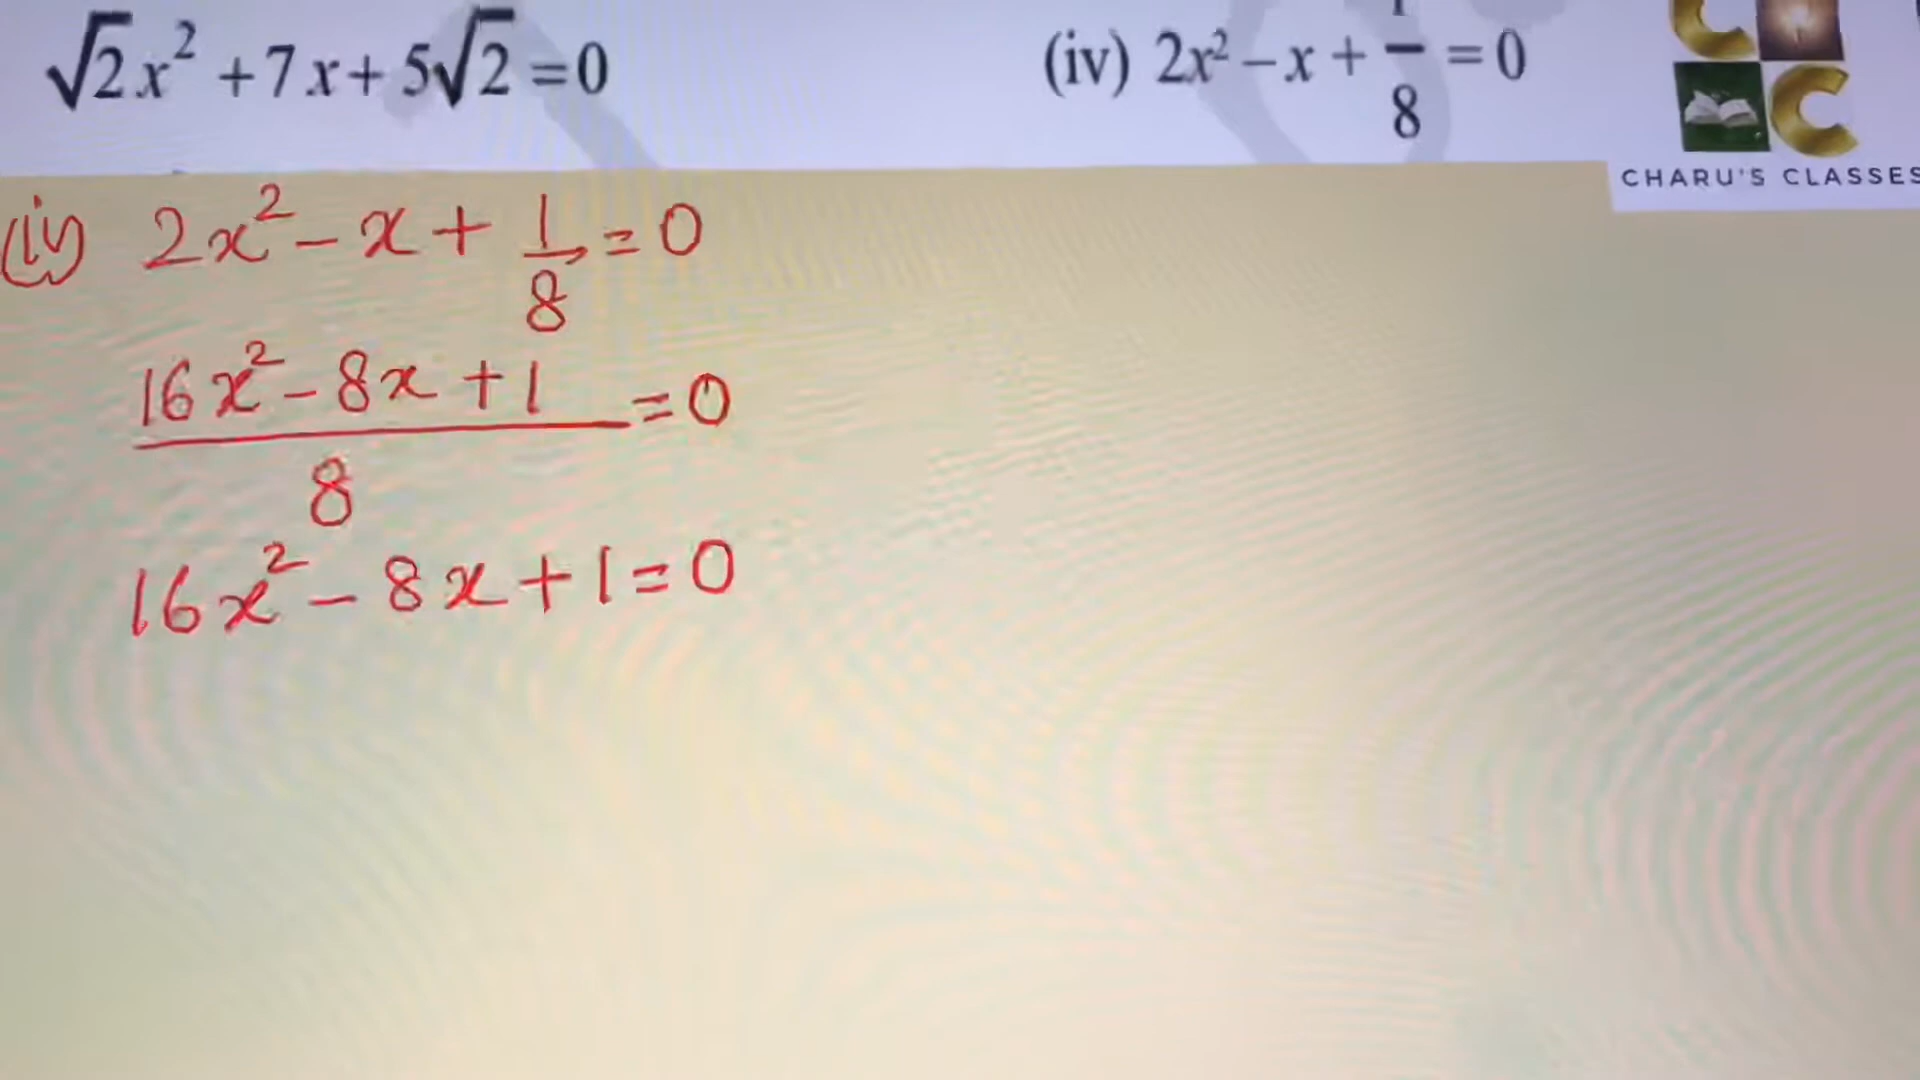 √2x² + 7x + 5√2 = 0
(iv) 2x² – x + 1/8 = 0
CHARU'S CLASSES
(iv) 2x² – x + 1/8 = 0
16x² – 8x + 1 / 8 = 0
16x² – 8x + 1 = 0